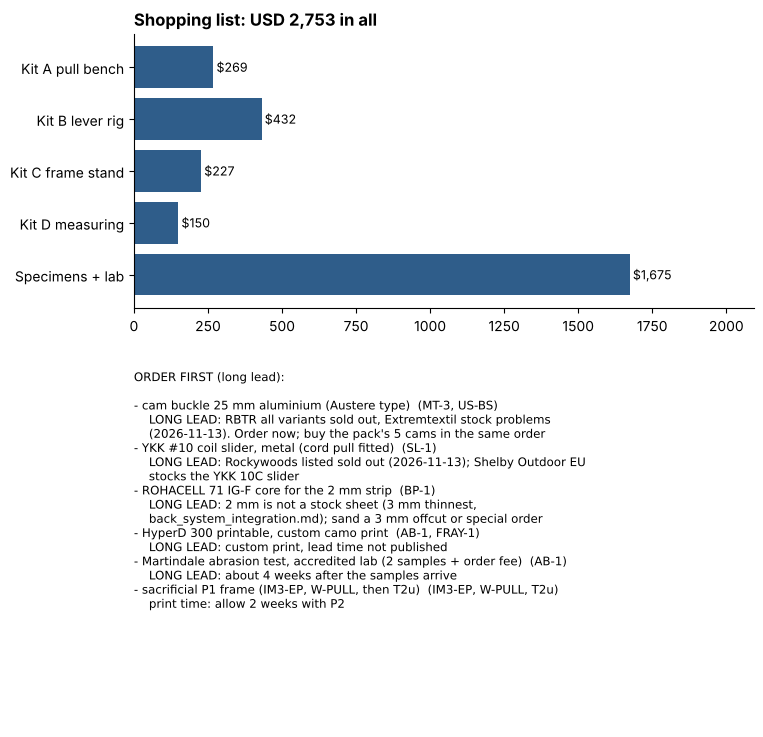 Shopping list: USD 2,753 in all
Kit A pull bench
$269
Kit B lever rig
$432
Kit C frame stand
$227
Kit D measuring
$150
Specimens + lab
$1,675
0 250 500 750 1000 1250 1500 1750 2000
ORDER FIRST (long lead):
- cam buckle 25 mm aluminium (Austere type)  (MT-3, US-BS)
LONG LEAD: RBTR all variants sold out, Extremtextil stock problems
(2026-11-13). Order now; buy the pack's 5 cams in the same order
- YKK #10 coil slider, metal (cord pull fitted)  (SL-1)
LONG LEAD: Rockywoods listed sold out (2026-11-13); Shelby Outdoor EU
stocks the YKK 10C slider
- ROHACELL 71 IG-F core for the 2 mm strip  (BP-1)
LONG LEAD: 2 mm is not a stock sheet (3 mm thinnest,
back_system_integration.md); sand a 3 mm offcut or special order
- HyperD 300 printable, custom camo print  (AB-1, FRAY-1)
LONG LEAD: custom print, lead time not published
- Martindale abrasion test, accredited lab (2 samples + order fee)  (AB-1)
LONG LEAD: about 4 weeks after the samples arrive
- sacrificial P1 frame (IM3-EP, W-PULL, then T2u)  (IM3-EP, W-PULL, T2u)
print time: allow 2 weeks with P2